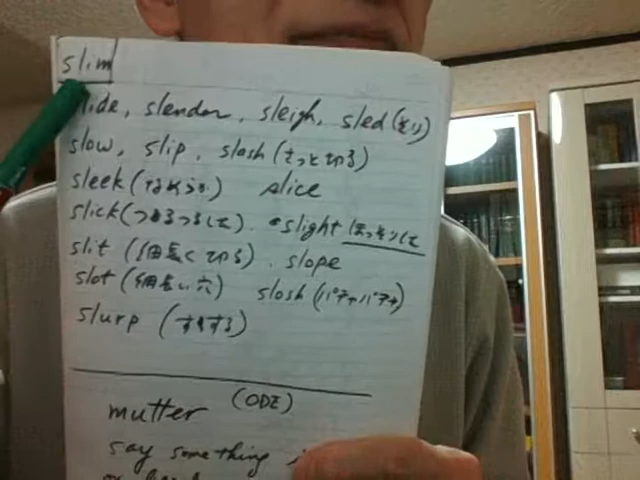 slim
lide, slender, sleigh, sled (そり)
slow, slip, slash (さっと切る)
sleek (なめらか) slice
slick (つるつるして). slight ほっそりして
slit (細長く切る). slope
slot (細長い穴) slosh (バチャバチャ)
slurp (すする)
mutter (ODE)
say something